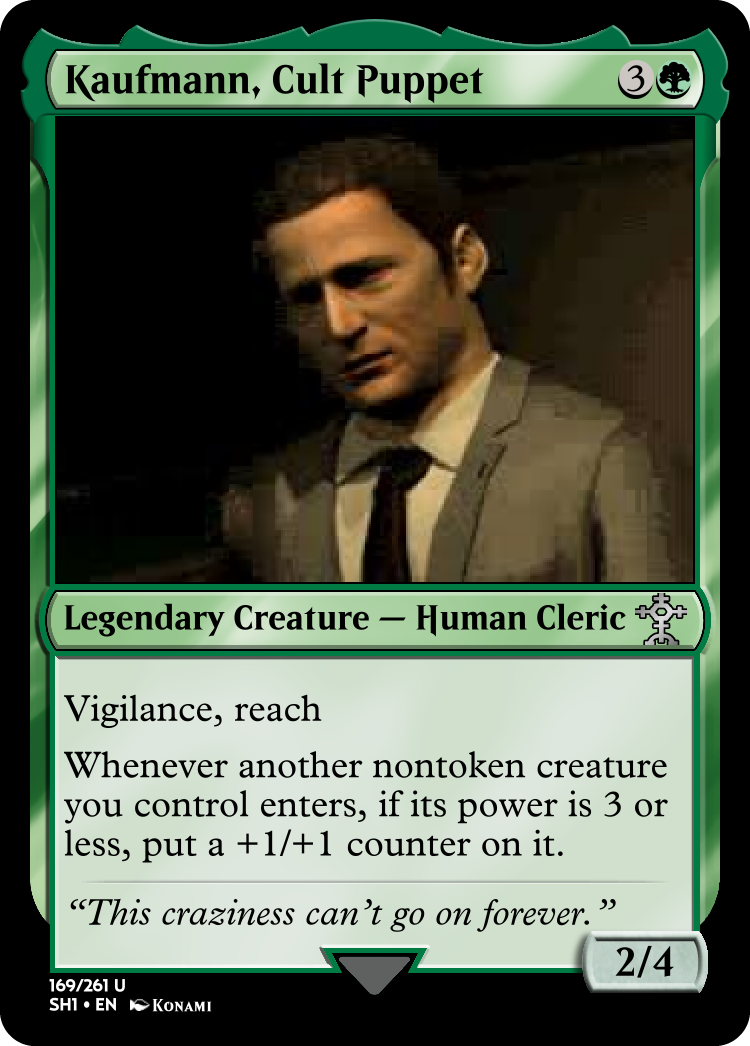 Kaufmann, Cult Puppet 3
Legendary Creature — Human Cleric
Vigilance, reach
Whenever another nontoken creature
you control enters, if its power is 3 or
less, put a +1/+1 counter on it.
“This craziness can’t go on forever.”
2/4
169/261 U
SH1 • EN KONAMI